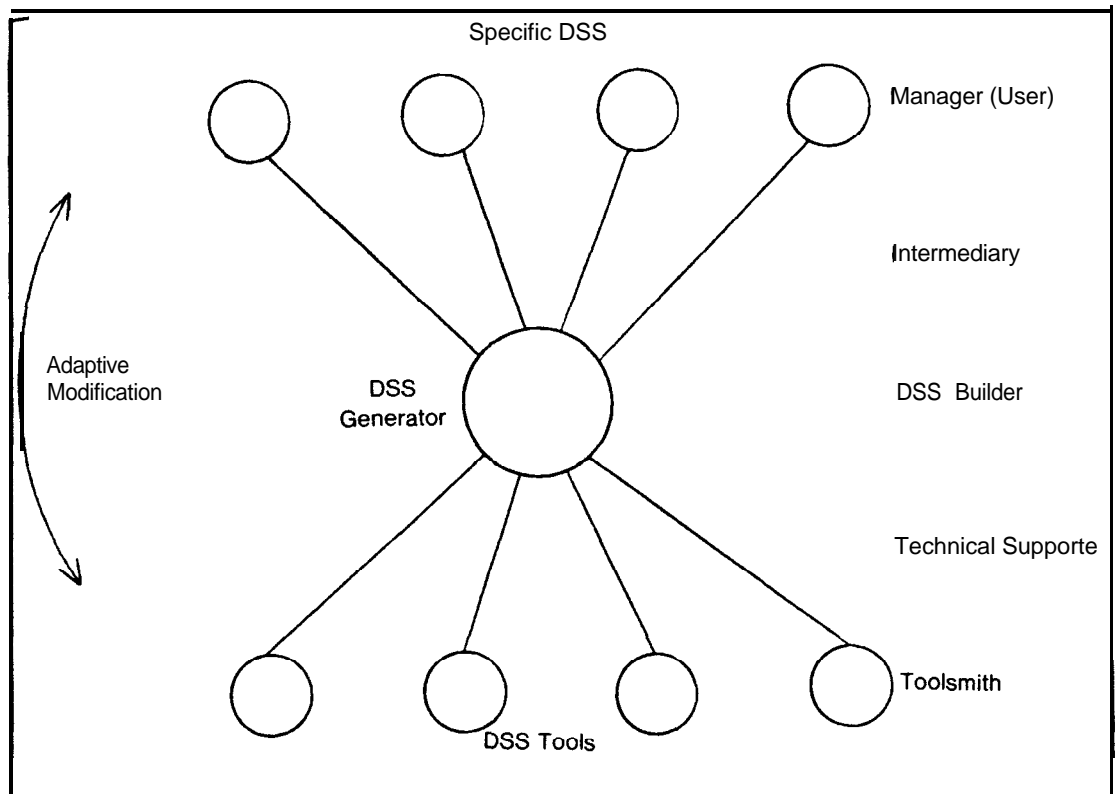 Specific DSS
Manager (User)
Intermediary
Adaptive
Modification
DSS
Generator
DSS Builder
Technical Supporte
Toolsmith
DSS Tools